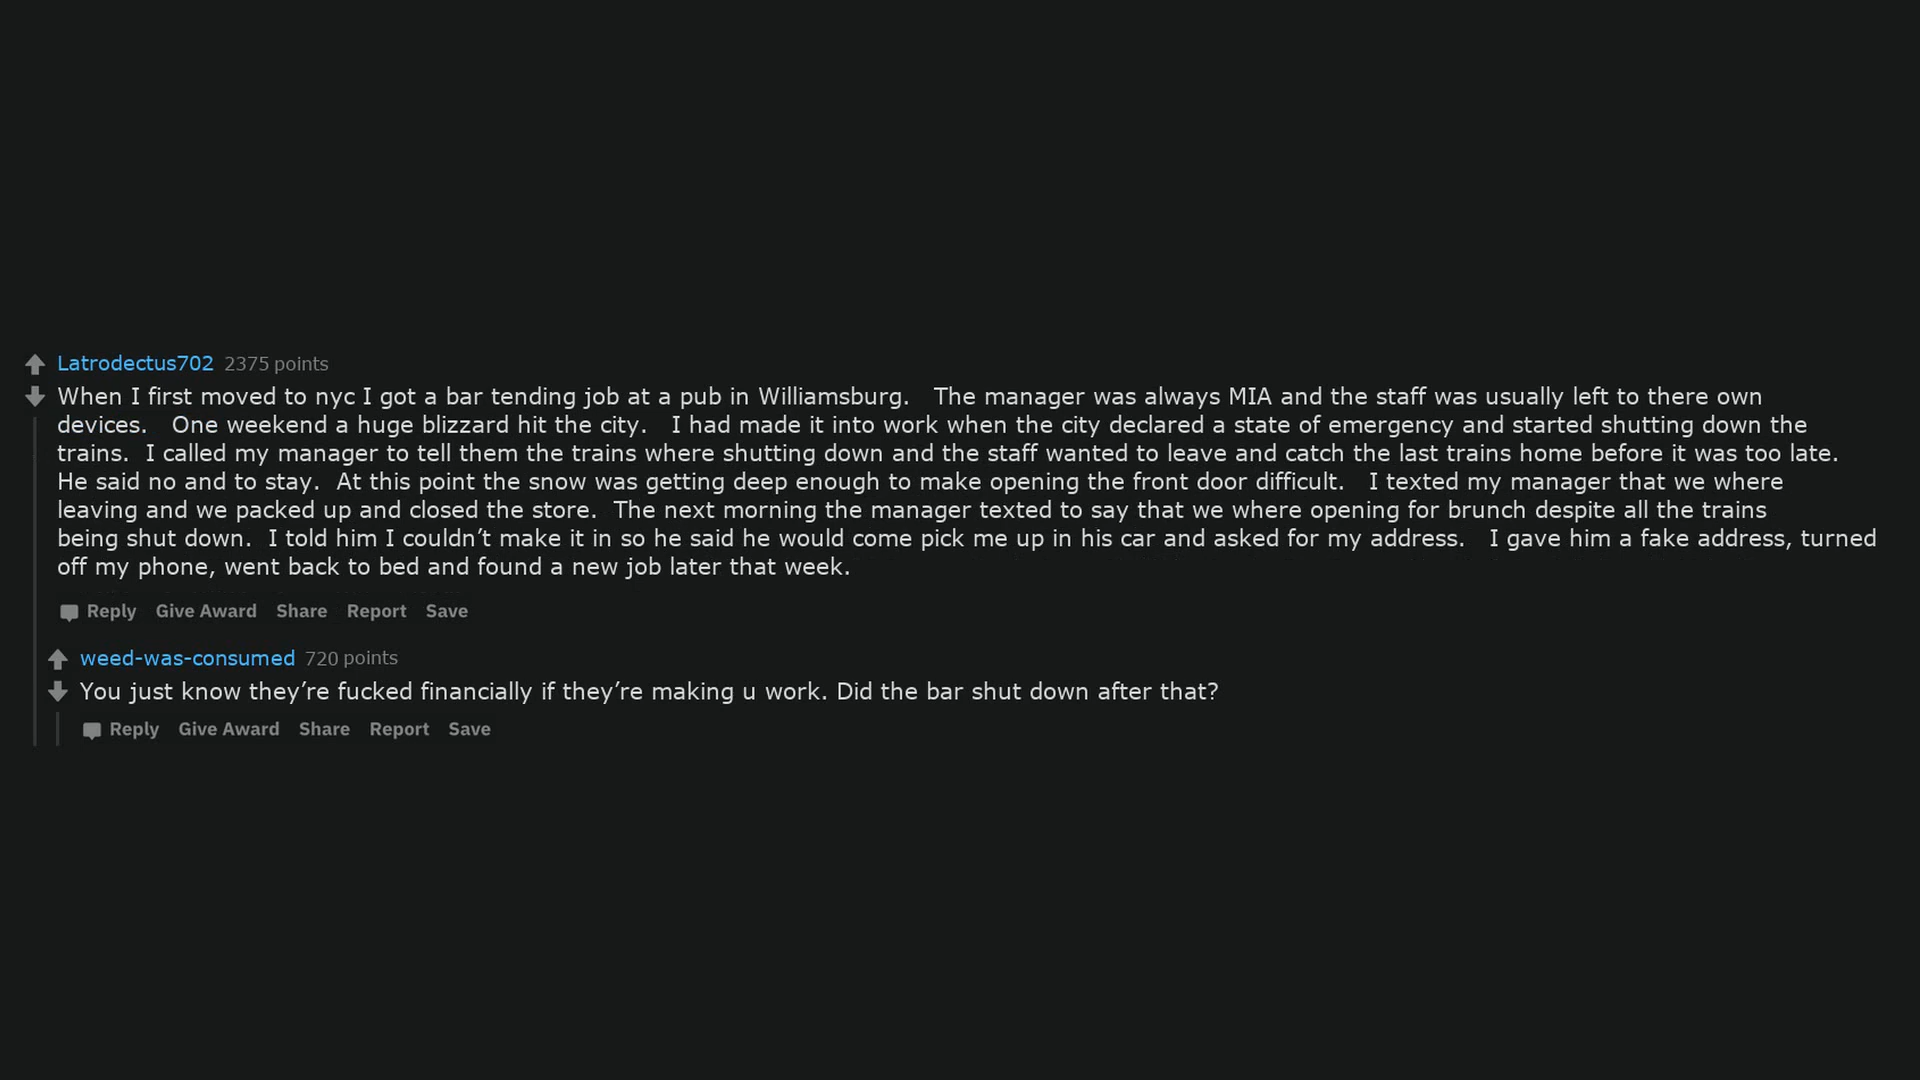 Latrodectus702 2375 points
When I first moved to nyc I got a bar tending job at a pub in Williamsburg. The manager was always MIA and the staff was usually left to there own
devices. One weekend a huge blizzard hit the city. I had made it into work when the city declared a state of emergency and started shutting down the
trains. I called my manager to tell them the trains where shutting down and the staff wanted to leave and catch the last trains home before it was too late.
He said no and to stay. At this point the snow was getting deep enough to make opening the front door difficult. I texted my manager that we where
leaving and we packed up and closed the store. The next morning the manager texted to say that we where opening for brunch despite all the trains
being shut down. I told him I couldn’t make it in so he said he would come pick me up in his car and asked for my address. I gave him a fake address, turned
off my phone, went back to bed and found a new job later that week.
Reply Give Award Share Report Save
weed-was-consumed 720 points
You just know they’re fucked financially if they’re making u work. Did the bar shut down after that?
Reply Give Award Share Report Save